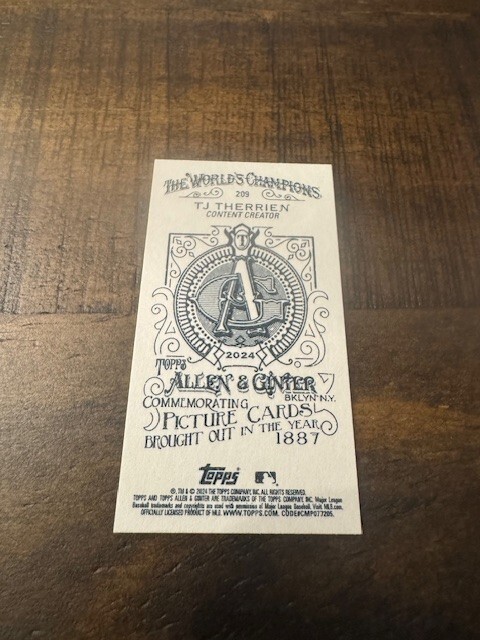 THE WORLD'S CHAMPIONS
209
TJ THERRIEN
CONTENT CREATOR
T
AG
2024
TOPPS
ALLEN & GINTER
BKLYN N.Y.
COMMEMORATING
PICTURE CARDS
BROUGHT OUT IN THE YEAR
1887
topps
®, TM & © 2024 THE TOPPS COMPANY, INC. ALL RIGHTS RESERVED.
TOPPS AND TOPPS ALLEN & GINTER ARE TRADEMARKS OF THE TOPPS COMPANY, INC. Major League
Baseball trademarks and copyrights are used with permission of Major League Baseball. Visit MLB.com.
OFFICIALLY LICENSED PRODUCT OF MLB. WWW.TOPPS.COM. CODE#CMP077205.